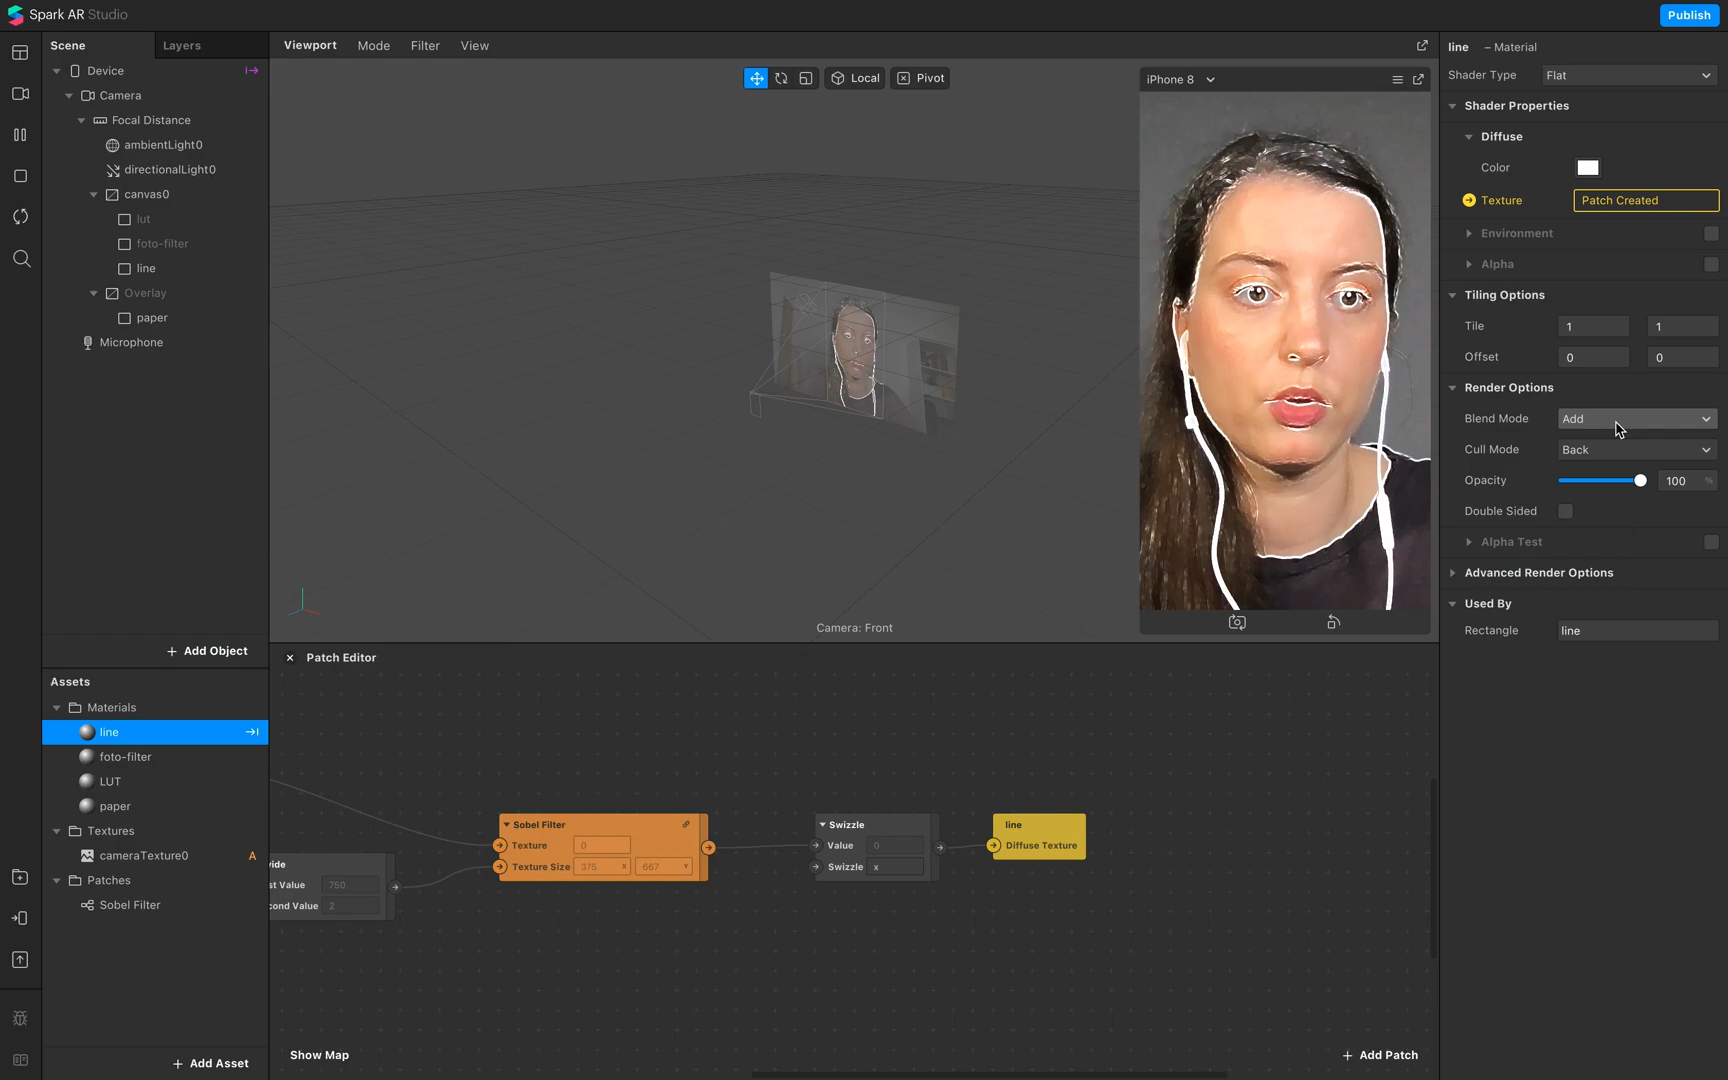 Spark AR Studio
Publish
Scene
Layers
Device
Camera
Focal Distance
ambientLight0
directionalLight0
canvas0
lut
foto-filter
line
Overlay
paper
Microphone
+ Add Object
Assets
Materials
line
foto-filter
LUT
paper
Textures
cameraTexture0 A
Patches
Sobel Filter
+ Add Asset
Viewport Mode Filter View
Local
Pivot
iPhone 8
Camera: Front
Patch Editor
ide
st Value 750
cond Value 2
Sobel Filter
Texture 0
Texture Size 375 X 667 Y
Swizzle
Value 0
Swizzle x
line
Diffuse Texture
Show Map
+ Add Patch
line – Material
Shader Type Flat
Shader Properties
Diffuse
Color
Texture Patch Created
Environment
Alpha
Tiling Options
Tile 1 1
Offset 0 0
Render Options
Blend Mode Add
Cull Mode Back
Opacity 100 %
Double Sided
Alpha Test
Advanced Render Options
Used By
Rectangle line